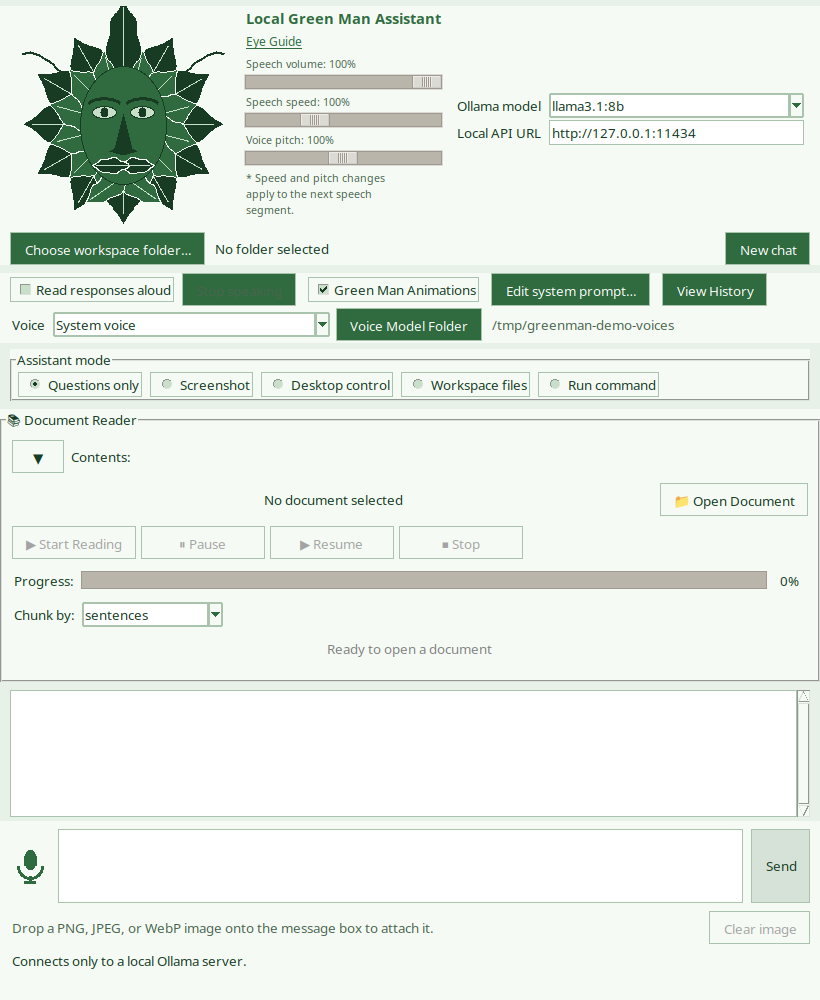 Local Green Man Assistant
Eye Guide
Speech volume: 100%
Speech speed: 100%
Voice pitch: 100%
* Speed and pitch changes
apply to the next speech
segment.
Ollama model llama3.1:8b
Local API URL http://127.0.0.1:11434
Choose workspace folder... No folder selected New chat
Read responses aloud Green Man Animations Edit system prompt... View History
Voice System voice Voice Model Folder /tmp/greenman-demo-voices
Assistant mode
Questions only Screenshot Desktop control Workspace files Run command
📚 Document Reader
▼ Contents:
No document selected 📁 Open Document
▶ Start Reading ⏸ Pause ▶ Resume ⏹ Stop
Progress: 0%
Chunk by: sentences
Ready to open a document
Send
Drop a PNG, JPEG, or WebP image onto the message box to attach it. Clear image
Connects only to a local Ollama server.